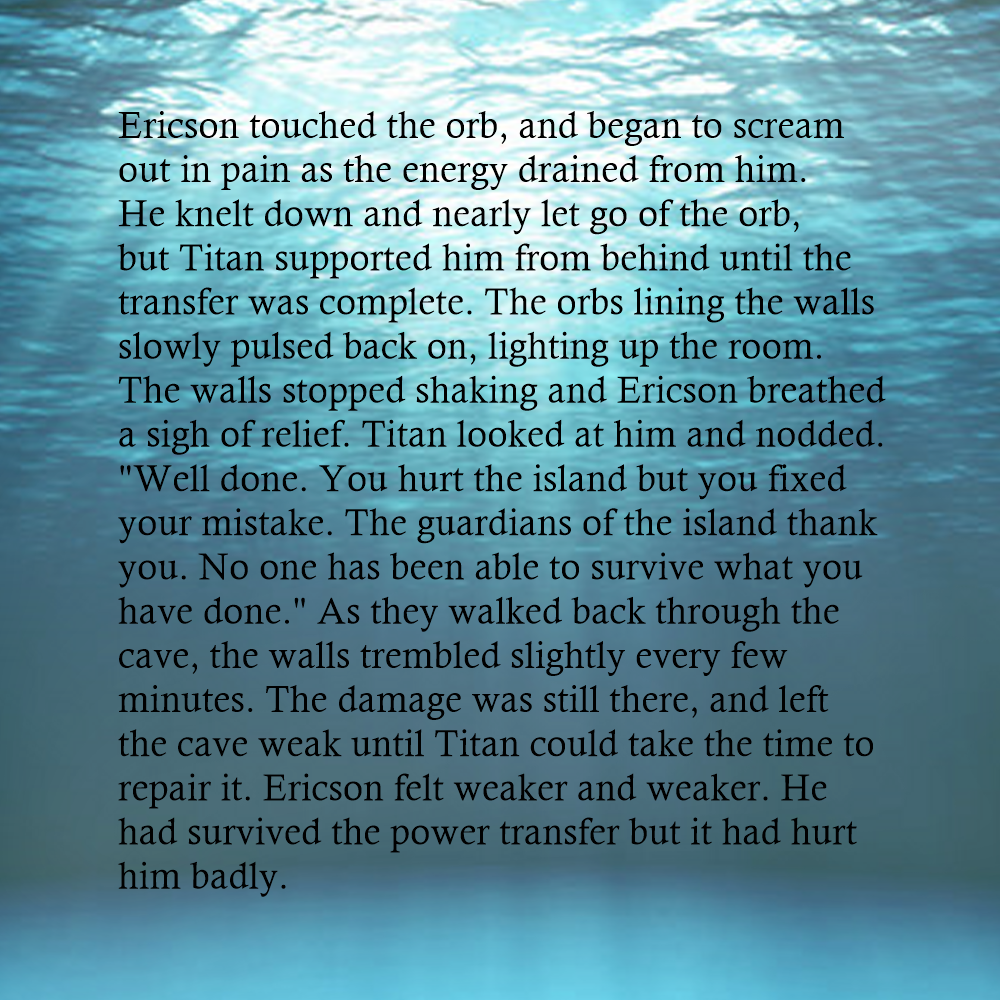 Ericson touched the orb, and began to scream
out in pain as the energy drained from him.
He knelt down and nearly let go of the orb,
but Titan supported him from behind until the
transfer was complete. The orbs lining the walls
slowly pulsed back on, lighting up the room.
The walls stopped shaking and Ericson breathed
a sigh of relief. Titan looked at him and nodded.
"Well done. You hurt the island but you fixed
your mistake. The guardians of the island thank
you. No one has been able to survive what you
have done." As they walked back through the
cave, the walls trembled slightly every few
minutes. The damage was still there, and left
the cave weak until Titan could take the time to
repair it. Ericson felt weaker and weaker. He
had survived the power transfer but it had hurt
him badly.